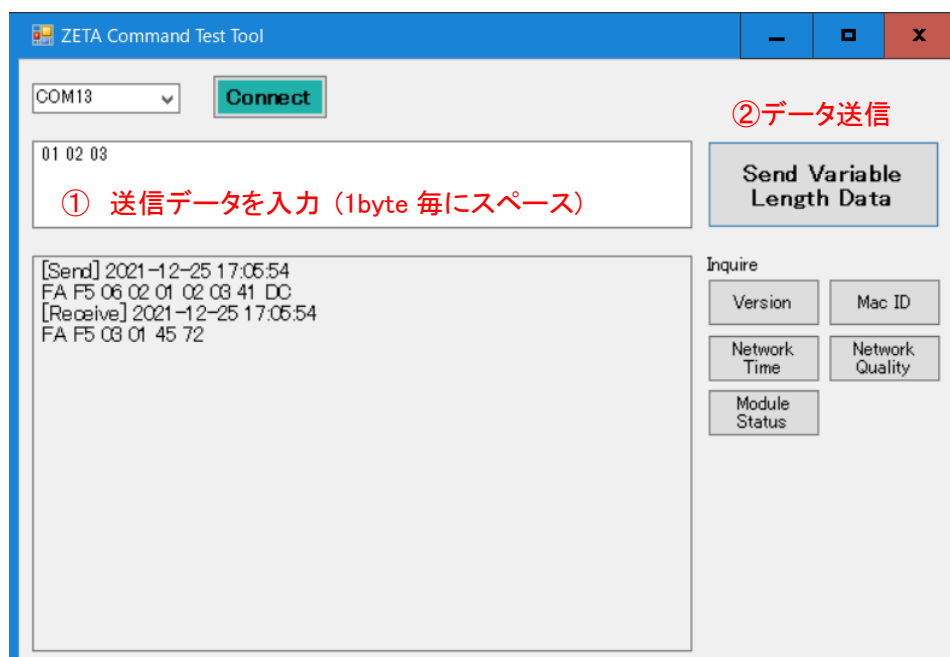 ZETA Command Test Tool
COM13
Connect
②データ送信
01 02 03
① 送信データを入力 (1byte 毎にスペース)
Send Variable
Length Data
[Send] 2021-12-25 17:05:54
FA F5 06 02 01 02 03 41 DC
[Receive] 2021-12-25 17:05:54
FA F5 03 01 45 72
Inquire
Version
Mac ID
Network
Time
Network
Quality
Module
Status